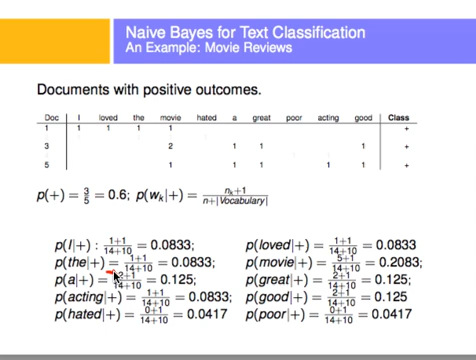 Naive Bayes for Text Classification
An Example: Movie Reviews
Documents with positive outcomes.
Doc I loved the movie hated a great poor acting good Class
1 1 1 1 1 +
3 2 1 1 1 +
5 1 1 1 1 1 +
p(+) = 3/5 = 0.6; p(w_k|+) = (n_k+1)/(n+|Vocabulary|)
p(I|+) : (1+1)/(14+10) = 0.0833; p(loved|+) = (1+1)/(14+10) = 0.0833
p(the|+) = (1+1)/(14+10) = 0.0833; p(movie|+) = (5+1)/(14+10) = 0.2083;
p(a|+) = (2+1)/(14+10) = 0.125; p(great|+) = (2+1)/(14+10) = 0.125;
p(acting|+) = (1+1)/(14+10) = 0.0833; p(good|+) = (2+1)/(14+10) = 0.125
p(hated|+) = (0+1)/(14+10) = 0.0417 p(poor|+) = (0+1)/(14+10) = 0.0417